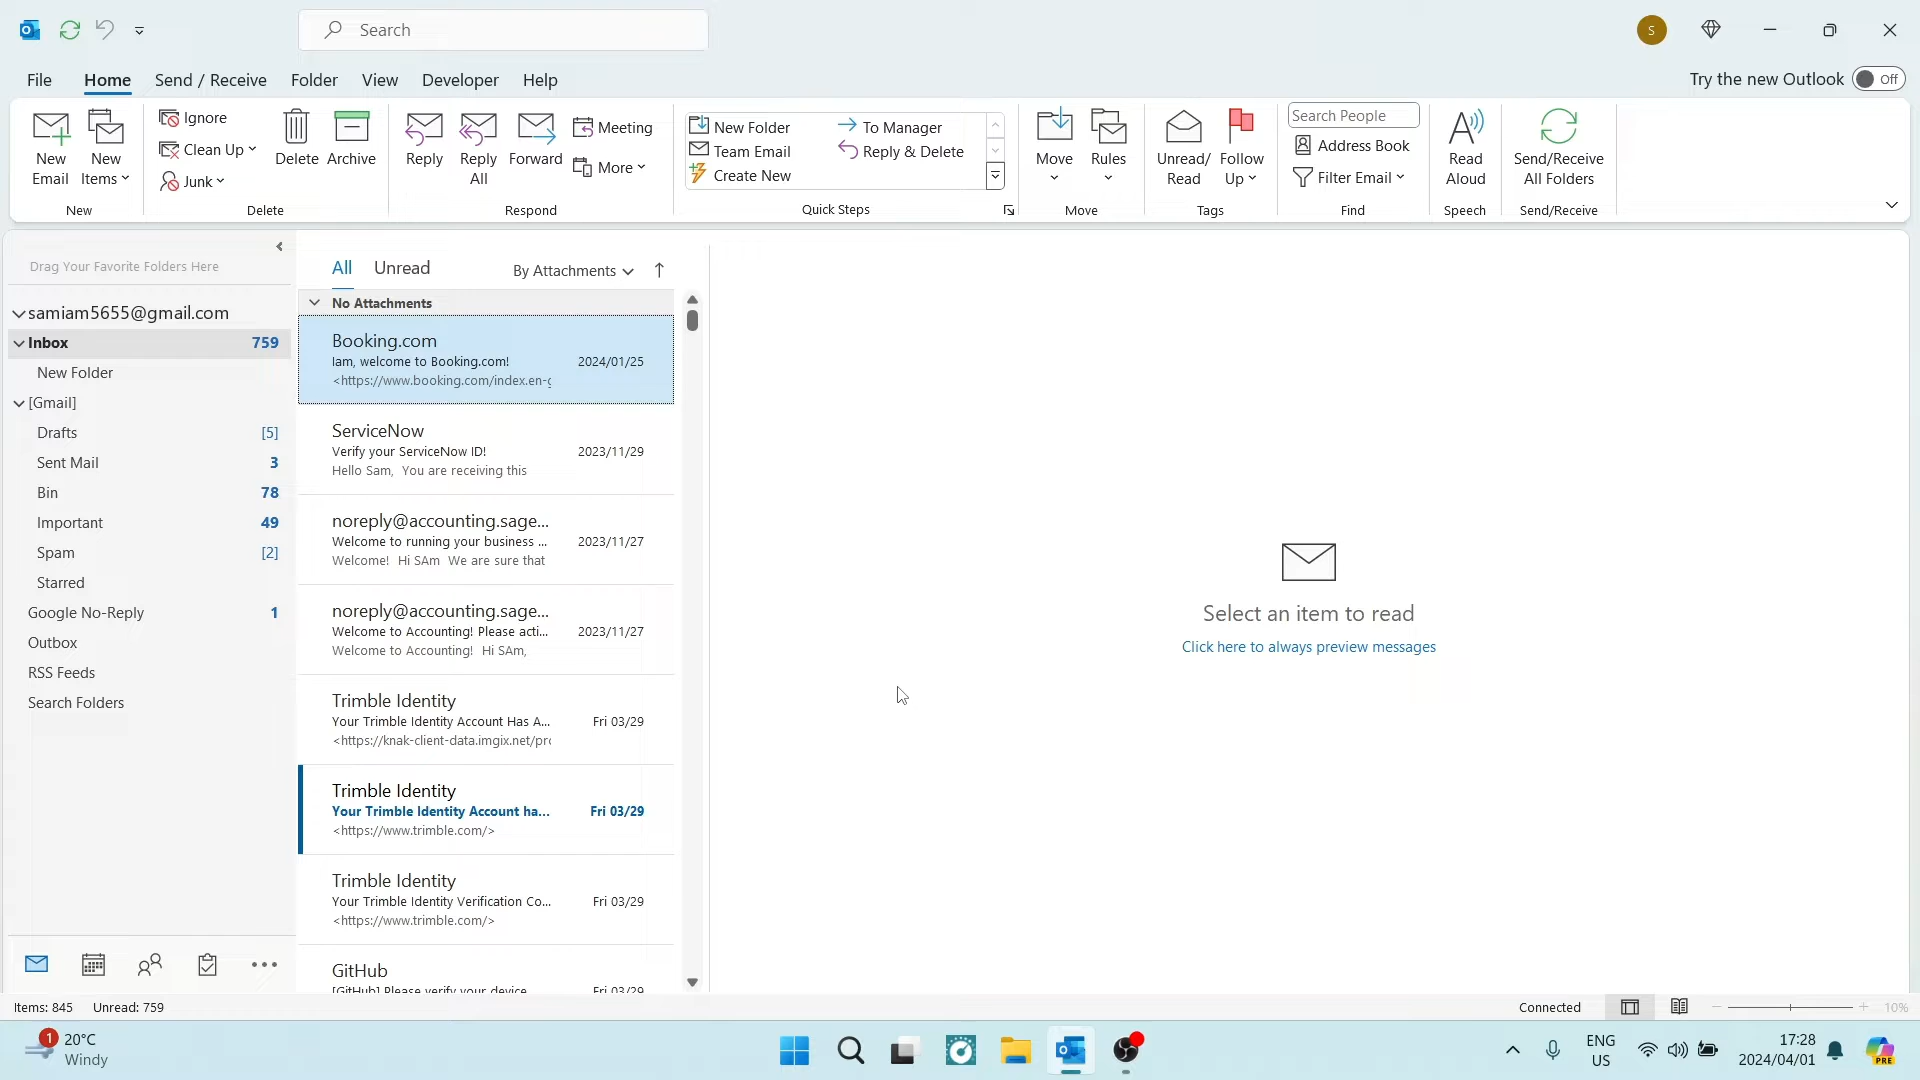 Search
S
File Home Send / Receive Folder View Developer Help
Try the new Outlook Off
New Email
New Items
New
Ignore
Clean Up
Junk
Delete
Archive
Delete
Reply
Reply All
Forward
Meeting
More
Respond
New Folder
Team Email
Create New
To Manager
Reply & Delete
Quick Steps
Move
Rules
Move
Unread/ Read
Follow Up
Tags
Search People
Address Book
Filter Email
Find
Read Aloud
Speech
Send/Receive All Folders
Send/Receive
Drag Your Favorite Folders Here
samiam5655@gmail.com
Inbox 759
New Folder
[Gmail]
Drafts [5]
Sent Mail 3
Bin 78
Important 49
Spam [2]
Starred
Google No-Reply 1
Outbox
RSS Feeds
Search Folders
All Unread By Attachments
No Attachments
Booking.com
Iam, welcome to Booking.com! 2024/01/25
<https://www.booking.com/index.en-g
ServiceNow
Verify your ServiceNow ID! 2023/11/29
Hello Sam, You are receiving this
noreply@accounting.sage...
Welcome to running your business ... 2023/11/27
Welcome! Hi SAm We are sure that
noreply@accounting.sage...
Welcome to Accounting! Please acti... 2023/11/27
Welcome to Accounting! Hi SAm,
Trimble Identity
Your Trimble Identity Account Has A... Fri 03/29
<https://knak-client-data.imgix.net/pro
Trimble Identity
Your Trimble Identity Account ha... Fri 03/29
<https://www.trimble.com/>
Trimble Identity
Your Trimble Identity Verification Co... Fri 03/29
<https://www.trimble.com/>
GitHub
[GitHub] Please verify your device Fri 03/29
Select an item to read
Click here to always preview messages
Items: 845 Unread: 759
Connected
10%
1
20°C
Windy
ENG
US
17:28
2024/04/01
PRE